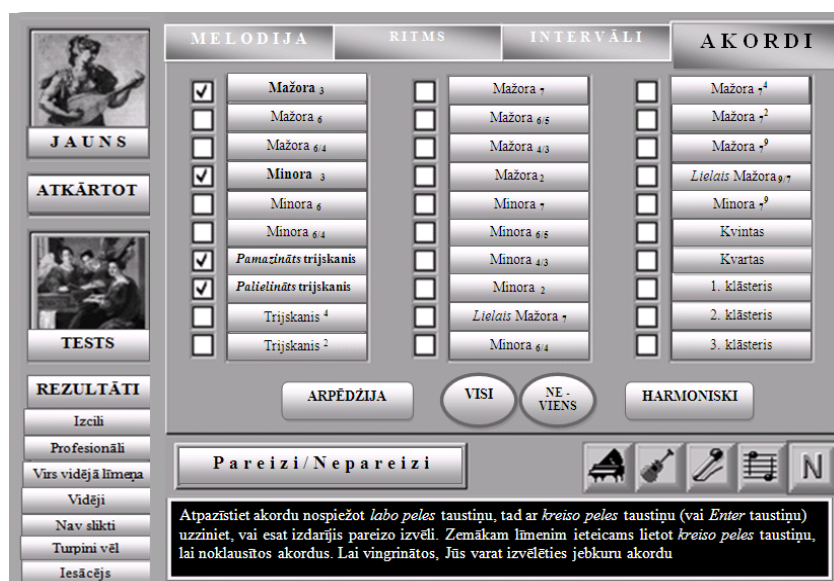 MELODIJA
RITMS
INTERVĀLI
AKORDI
JAUNS
ATKĀRTOT
TESTS
REZULTĀTI
Izcili
Profesionāli
Virs vidējā līmeņa
Vidēji
Nav slikti
Turpini vēl
Iesācējs
Mažora 3
Mažora 6
Mažora 6/4
Minora 3
Minora 6
Minora 6/4
Pamazināts trijskanis
Palielināts trijskanis
Trijskanis 4
Trijskanis 2
Mažora 7
Mažora 6/5
Mažora 4/3
Mažora 2
Minora 7
Minora 6/5
Minora 4/3
Minora 2
Lielais Mažora 7
Minora 6/4
Mažora 7 4
Mažora 7 2
Mažora 7 9
Lielais Mažora 9/7
Minora 7 9
Kvintas
Kvartas
1. klāsteris
2. klāsteris
3. klāsteris
ARPĒDŽIJA
VISI
NE -
VIENS
HARMONISKI
Pareizi/Nepareizi
N
Atpazīstiet akordu nospiežot labo peles taustiņu, tad ar kreiso peles taustiņu (vai Enter taustiņu)
uzziniet, vai esat izdarījis pareizo izvēli. Zemākam līmenim ieteicams lietot kreiso peles taustiņu,
lai noklausītos akordus. Lai vingrinātos, Jūs varat izvēlēties jebkuru akordu